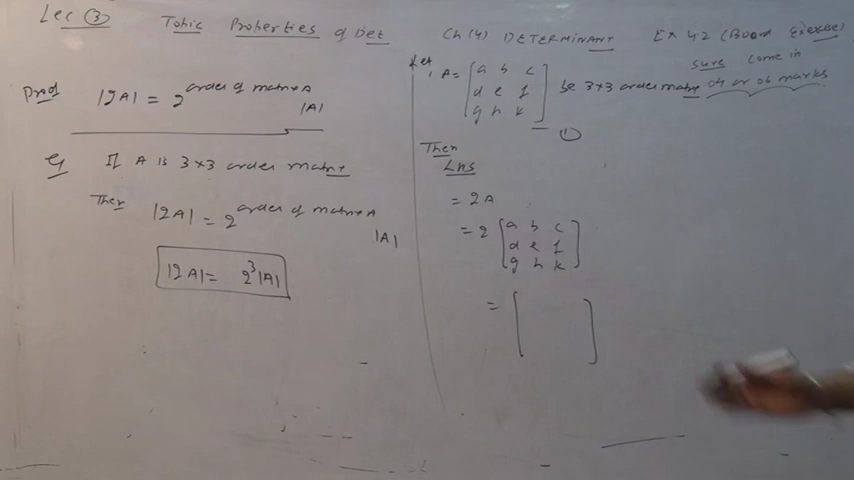 Lec (3) Topic Properties of Det Ch (4) DETERMINANT Ex 4.2 (Board Exercise)
sure come in
04 or 06 marks
Prof |2A| = 2^order of matrix A |A|
Eg If A is 3×3 order matrix
Then |2A| = 2^order of matrix A |A|
|2A| = 2³|A|
Let, A = [a b c
d e f
g h k] be 3×3 order matrix
— (1)
Then
LHS
= 2A
= 2 [a b c
d e f
g h k]
= [ ]